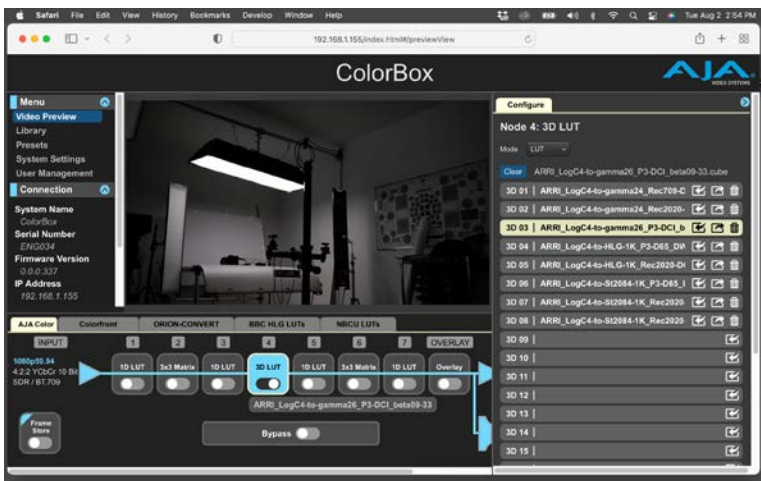 Safari File Edit View History Bookmarks Develop Window Help
Tue Aug 2 2:54 PM
192.168.1.155/index.html#/previewView
ColorBox
AJA
VIDEO SYSTEMS
Menu
Video Preview
Library
Presets
System Settings
User Management
Connection
System Name
ColorBox
Serial Number
ENG034
Firmware Version
0.0.0.337
IP Address
192.168.1.155
Configure
Node 4: 3D LUT
Mode LUT
Clear ARRI_LogC4-to-gamma26_P3-DCI_beta09-33.cube
3D 01 | ARRI_LogC4-to-gamma24_Rec709-D
3D 02 | ARRI_LogC4-to-gamma24_Rec2020-
3D 03 | ARRI_LogC4-to-gamma26_P3-DCI_b
3D 04 | ARRI_LogC4-to-HLG-1K_P3-D65_DW
3D 05 | ARRI_LogC4-to-HLG-1K_Rec2020-D
3D 06 | ARRI_LogC4-to-St2084-1K_P3-D65_
3D 07 | ARRI_LogC4-to-St2084-1K_Rec2020
3D 08 | ARRI_LogC4-to-St2084-1K_Rec2020
3D 09 |
3D 10 |
3D 11 |
3D 12 |
3D 13 |
3D 14 |
3D 15 |
AJA Color Colorfront ORION-CONVERT BBC HLG LUTs NBCU LUTs
INPUT 1 2 3 4 5 6 7 OVERLAY
1080p59.94
4:2:2 YCbCr 10 Bit
SDR / BT.709
1D LUT 3x3 Matrix 1D LUT 3D LUT 1D LUT 3x3 Matrix 1D LUT Overlay
ARRI_LogC4-to-gamma26_P3-DCI_beta09-33
Frame
Store
Bypass